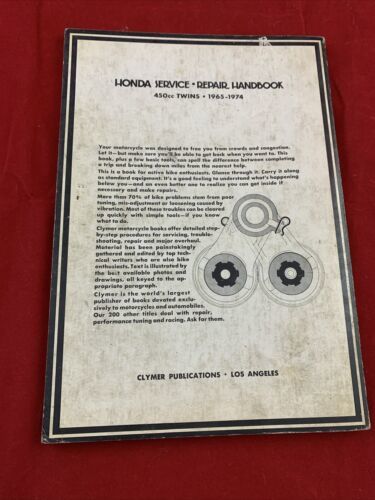 HONDA SERVICE • REPAIR HANDBOOK
450cc TWINS • 1965-1974
Your motorcycle was designed to free you from crowds and congestion.
Let it—but make sure you'll be able to get back when you want to. This
book, plus a few basic tools, can spell the difference between completing
a trip and breaking down miles from the nearest help.
This is a book for active bike enthusiasts. Glance through it. Carry it along
as standard equipment. It's a good feeling to understand what's happening
below you—and an even better one to realize you can get inside if
necessary and make repairs.
More than 70% of bike problems stem from poor
tuning, mis-adjustment or loosening caused by
vibration. Most of these troubles can be cleared
up quickly with simple tools—if you know
what to do.
Clymer motorcycle books offer detailed step-
by-step procedures for servicing, trouble-
shooting, repair and major overhaul.
Material has been painstakingly
gathered and edited by top tech-
nical writers who are also bike
enthusiasts. Text is illustrated by
the best available photos and
drawings, all keyed to the ap-
propriate paragraph.
Clymer is the world's largest
publisher of books devoted exclu-
sively to motorcycles and automobiles.
Our 200 other titles deal with repair,
performance tuning and racing. Ask for them.
CLYMER PUBLICATIONS • LOS ANGELES